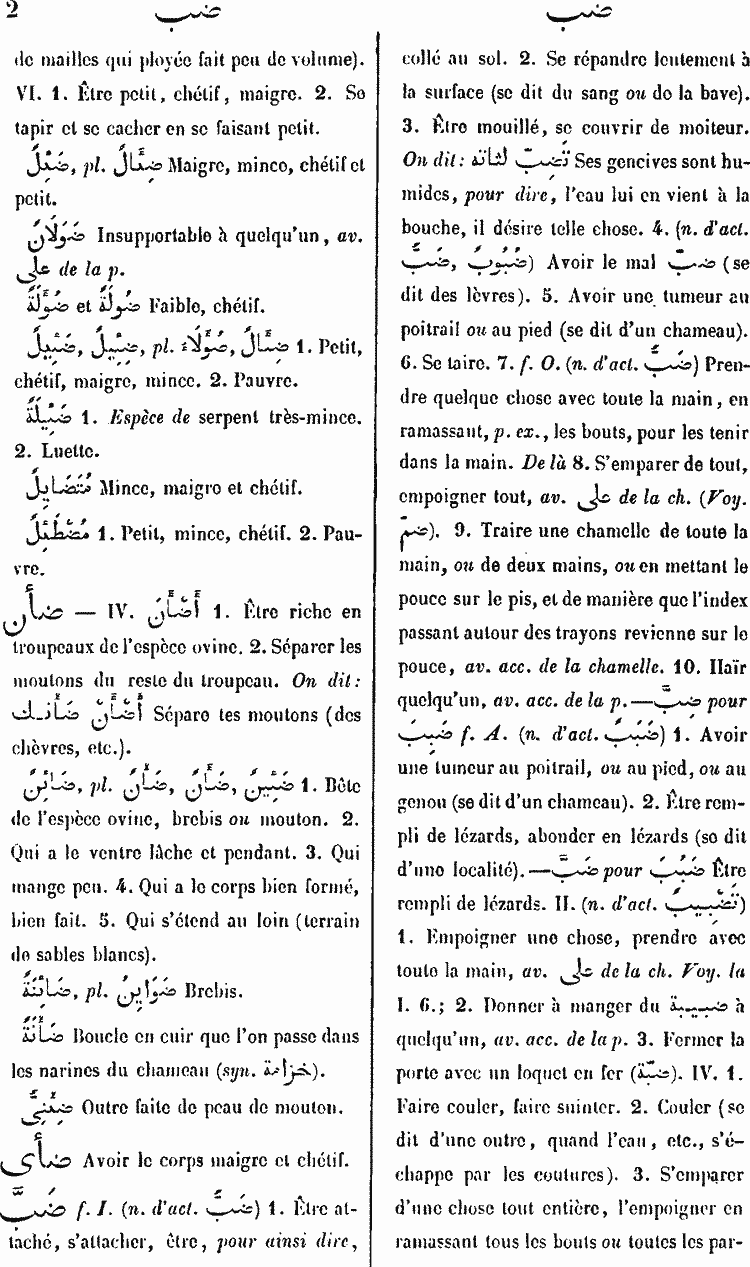 2 ضب ضب
de mailles qui ployée fait peu de volume).
VI. 1. Être petit, chétif, maigre. 2. Se
tapir et se cacher en se faisant petit.
ضَئِلٌ, pl. ضِئَالٌ Maigre, mince, chétif et
petit.
ضَوُلَانٌ Insupportable à quelqu'un, av.
على de la p.
ضُولَةٌ et ضُؤَلَةٌ Faible, chétif.
ضَئِيلٌ, ضَئِيلٌ, pl. ضُؤَلَاءُ, ضِئَالٌ 1. Petit,
chétif, maigre, mince. 2. Pauvre.
ضَئِيلَةٌ 1. Espèce de serpent très-mince.
2. Luette.
مُتَضَايِلٌ Mince, maigre et chétif.
مُضْطَئِلٌ 1. Petit, mince, chétif. 2. Pau-
vre.
ضأن — IV. أَضْأَنَ 1. Être riche en
troupeaux de l'espèce ovine. 2. Séparer les
moutons du reste du troupeau. On dit:
أَضْأَنْ ضَأْنَك Sépare tes moutons (des
chèvres, etc.).
ضَائِنٌ, pl. ضَأْنٌ, ضَأَنٌ, ضَئِينٌ 1. Bête
de l'espèce ovine, brebis ou mouton. 2.
Qui a le ventre lâche et pendant. 3. Qui
mange peu. 4. Qui a le corps bien formé,
bien fait. 5. Qui s'étend au loin (terrain
de sables blancs).
ضَائِنَةٌ, pl. ضَوَايِنُ Brebis.
ضَأْنَةٌ Boucle en cuir que l'on passe dans
les narines du chameau (syn. خزامة).
ضِئْنِيٌّ Outre faite de peau de mouton.
ضأى Avoir le corps maigre et chétif.
ضَبَّ f. I. (n. d'act. ضَبٌّ) 1. Être at-
taché, s'attacher, être, pour ainsi dire,
collé au sol. 2. Se répandre lentement à
la surface (se dit du sang ou de la bave).
3. Être mouillé, se couvrir de moiteur.
On dit: تَضِبُّ لثاته Ses gencives sont hu-
mides, pour dire, l'eau lui en vient à la
bouche, il désire telle chose. 4. (n. d'act.
ضَبٌّ, ضُبُوبٌ) Avoir le mal ضبّ (se
dit des lèvres). 5. Avoir une tumeur au
poitrail ou au pied (se dit d'un chameau).
6. Se taire. 7. f. O. (n. d'act. ضَبٌّ) Pren-
dre quelque chose avec toute la main, en
ramassant, p. ex., les bouts, pour les tenir
dans la main. De là 8. S'emparer de tout,
empoigner tout, av. على de la ch. (Voy.
ضمّ). 9. Traire une chamelle de toute la
main, ou de deux mains, ou en mettant le
pouce sur le pis, et de manière que l'index
passant autour des trayons revienne sur le
pouce, av. acc. de la chamelle. 10. Haïr
quelqu'un, av. acc. de la p.—ضَبَّ pour
ضَبِبَ f. A. (n. d'act. ضَبَبٌ) 1. Avoir
une tumeur au poitrail, ou au pied, ou au
genou (se dit d'un chameau). 2. Être rem-
pli de lézards, abonder en lézards (se dit
d'une localité).—ضَبَّ pour ضَبُبَ Être
rempli de lézards. II. (n. d'act. تَضْبِيبٌ)
1. Empoigner une chose, prendre avec
toute la main, av. على de la ch. Voy. la
I. 6.; 2. Donner à manger du ضبيبة à
quelqu'un, av. acc. de la p. 3. Fermer la
porte avec un loquet en fer (ضبّة). IV. 1.
Faire couler, faire suinter. 2. Couler (se
dit d'une outre, quand l'eau, etc., s'é-
chappe par les coutures). 3. S'emparer
d'une chose tout entière, l'empoigner en
ramassant tous les bouts ou toutes les par-